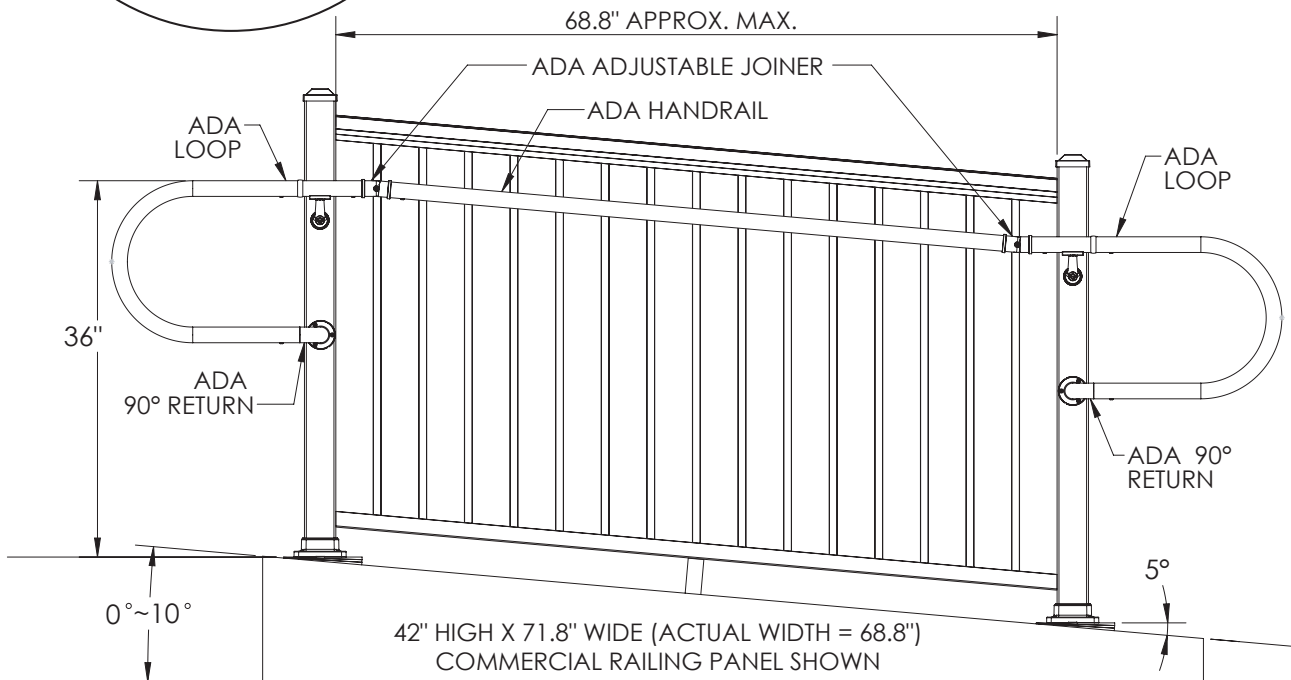 68.8" APPROX. MAX.
ADA ADJUSTABLE JOINER
ADA HANDRAIL
ADA
LOOP
ADA
LOOP
36"
ADA
90° RETURN
ADA 90°
RETURN
5°
0°~10°
42" HIGH X 71.8" WIDE (ACTUAL WIDTH = 68.8")
COMMERCIAL RAILING PANEL SHOWN